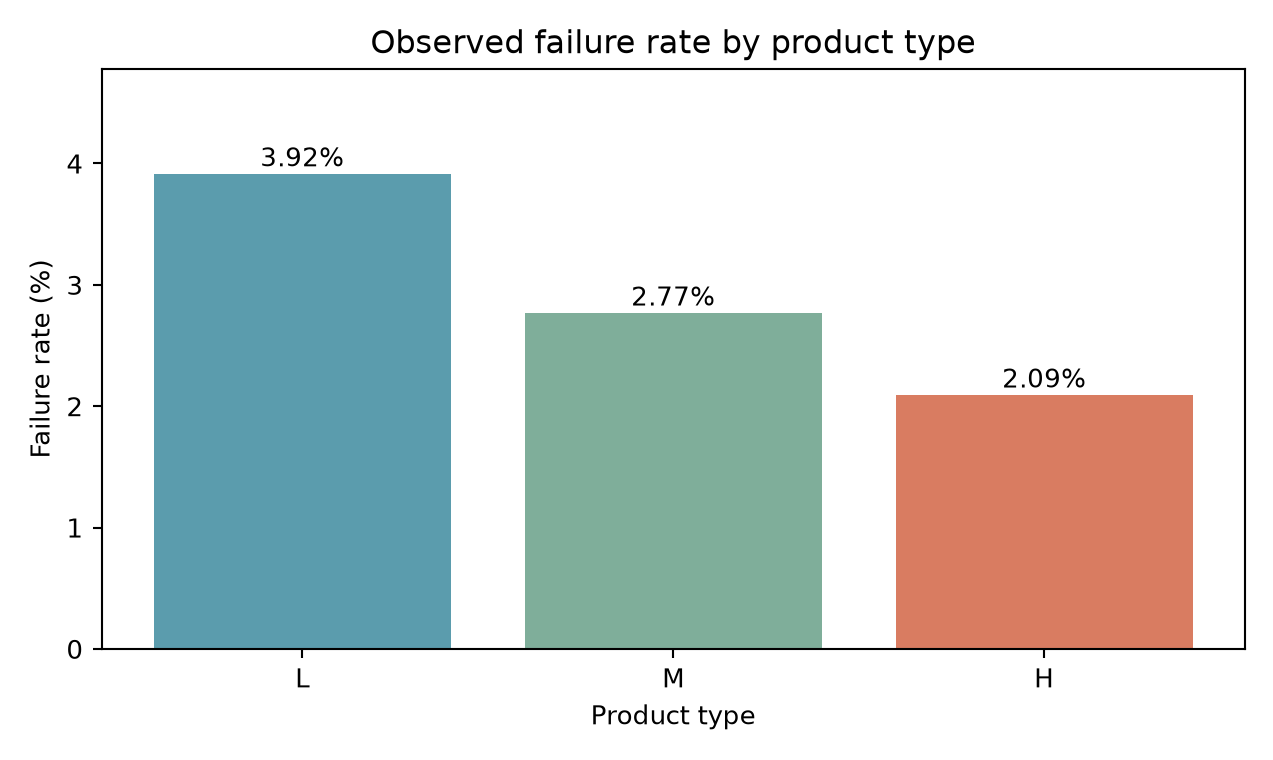 Observed failure rate by product type
Failure rate (%)
4
3
2
1
0
3.92%
2.77%
2.09%
L
M
H
Product type